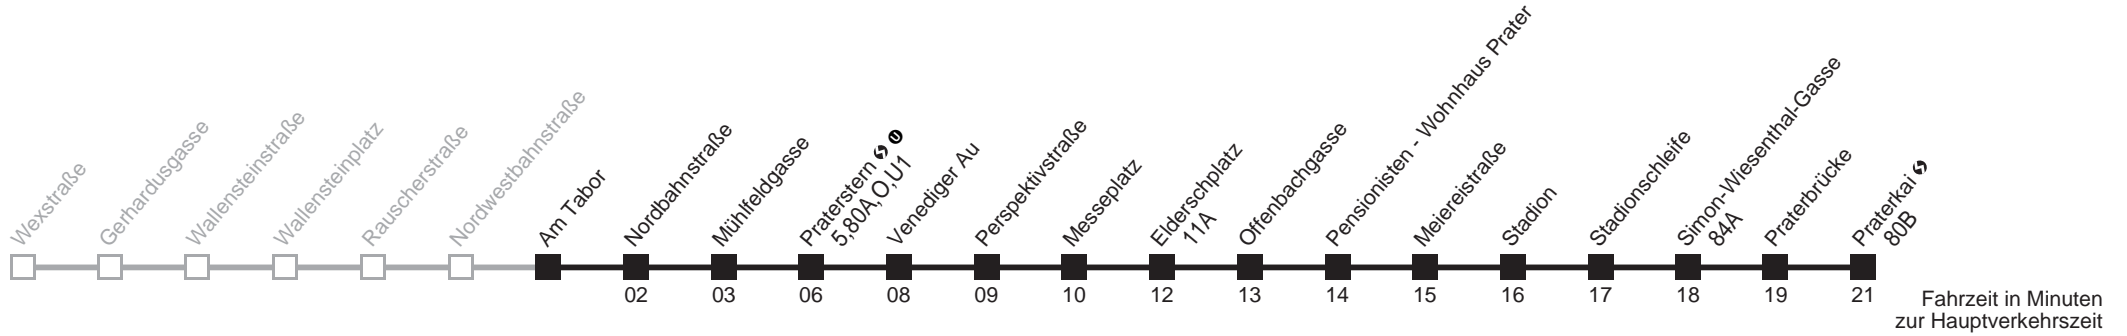 Wexstraße
Gerhardusgasse
Wallensteinstraße
Wallensteinplatz
Rauscherstraße
Nordwestbahnstraße
Am Tabor
Nordbahnstraße
Mühlfeldgasse
Praterstern S U
5,80A,O,U1
Venediger Au
Perspektivstraße
Messeplatz
Elderschplatz
11A
Offenbachgasse
Pensionisten - Wohnhaus Prater
Meiereistraße
Stadion
Stadionschleife
Simon-Wiesenthal-Gasse
84A
Praterbrücke
Praterkai S
80B
02 03 06 08 09 10 12 13 14 15 16 17 18 19 21
Fahrzeit in Minuten
zur Hauptverkehrszeit